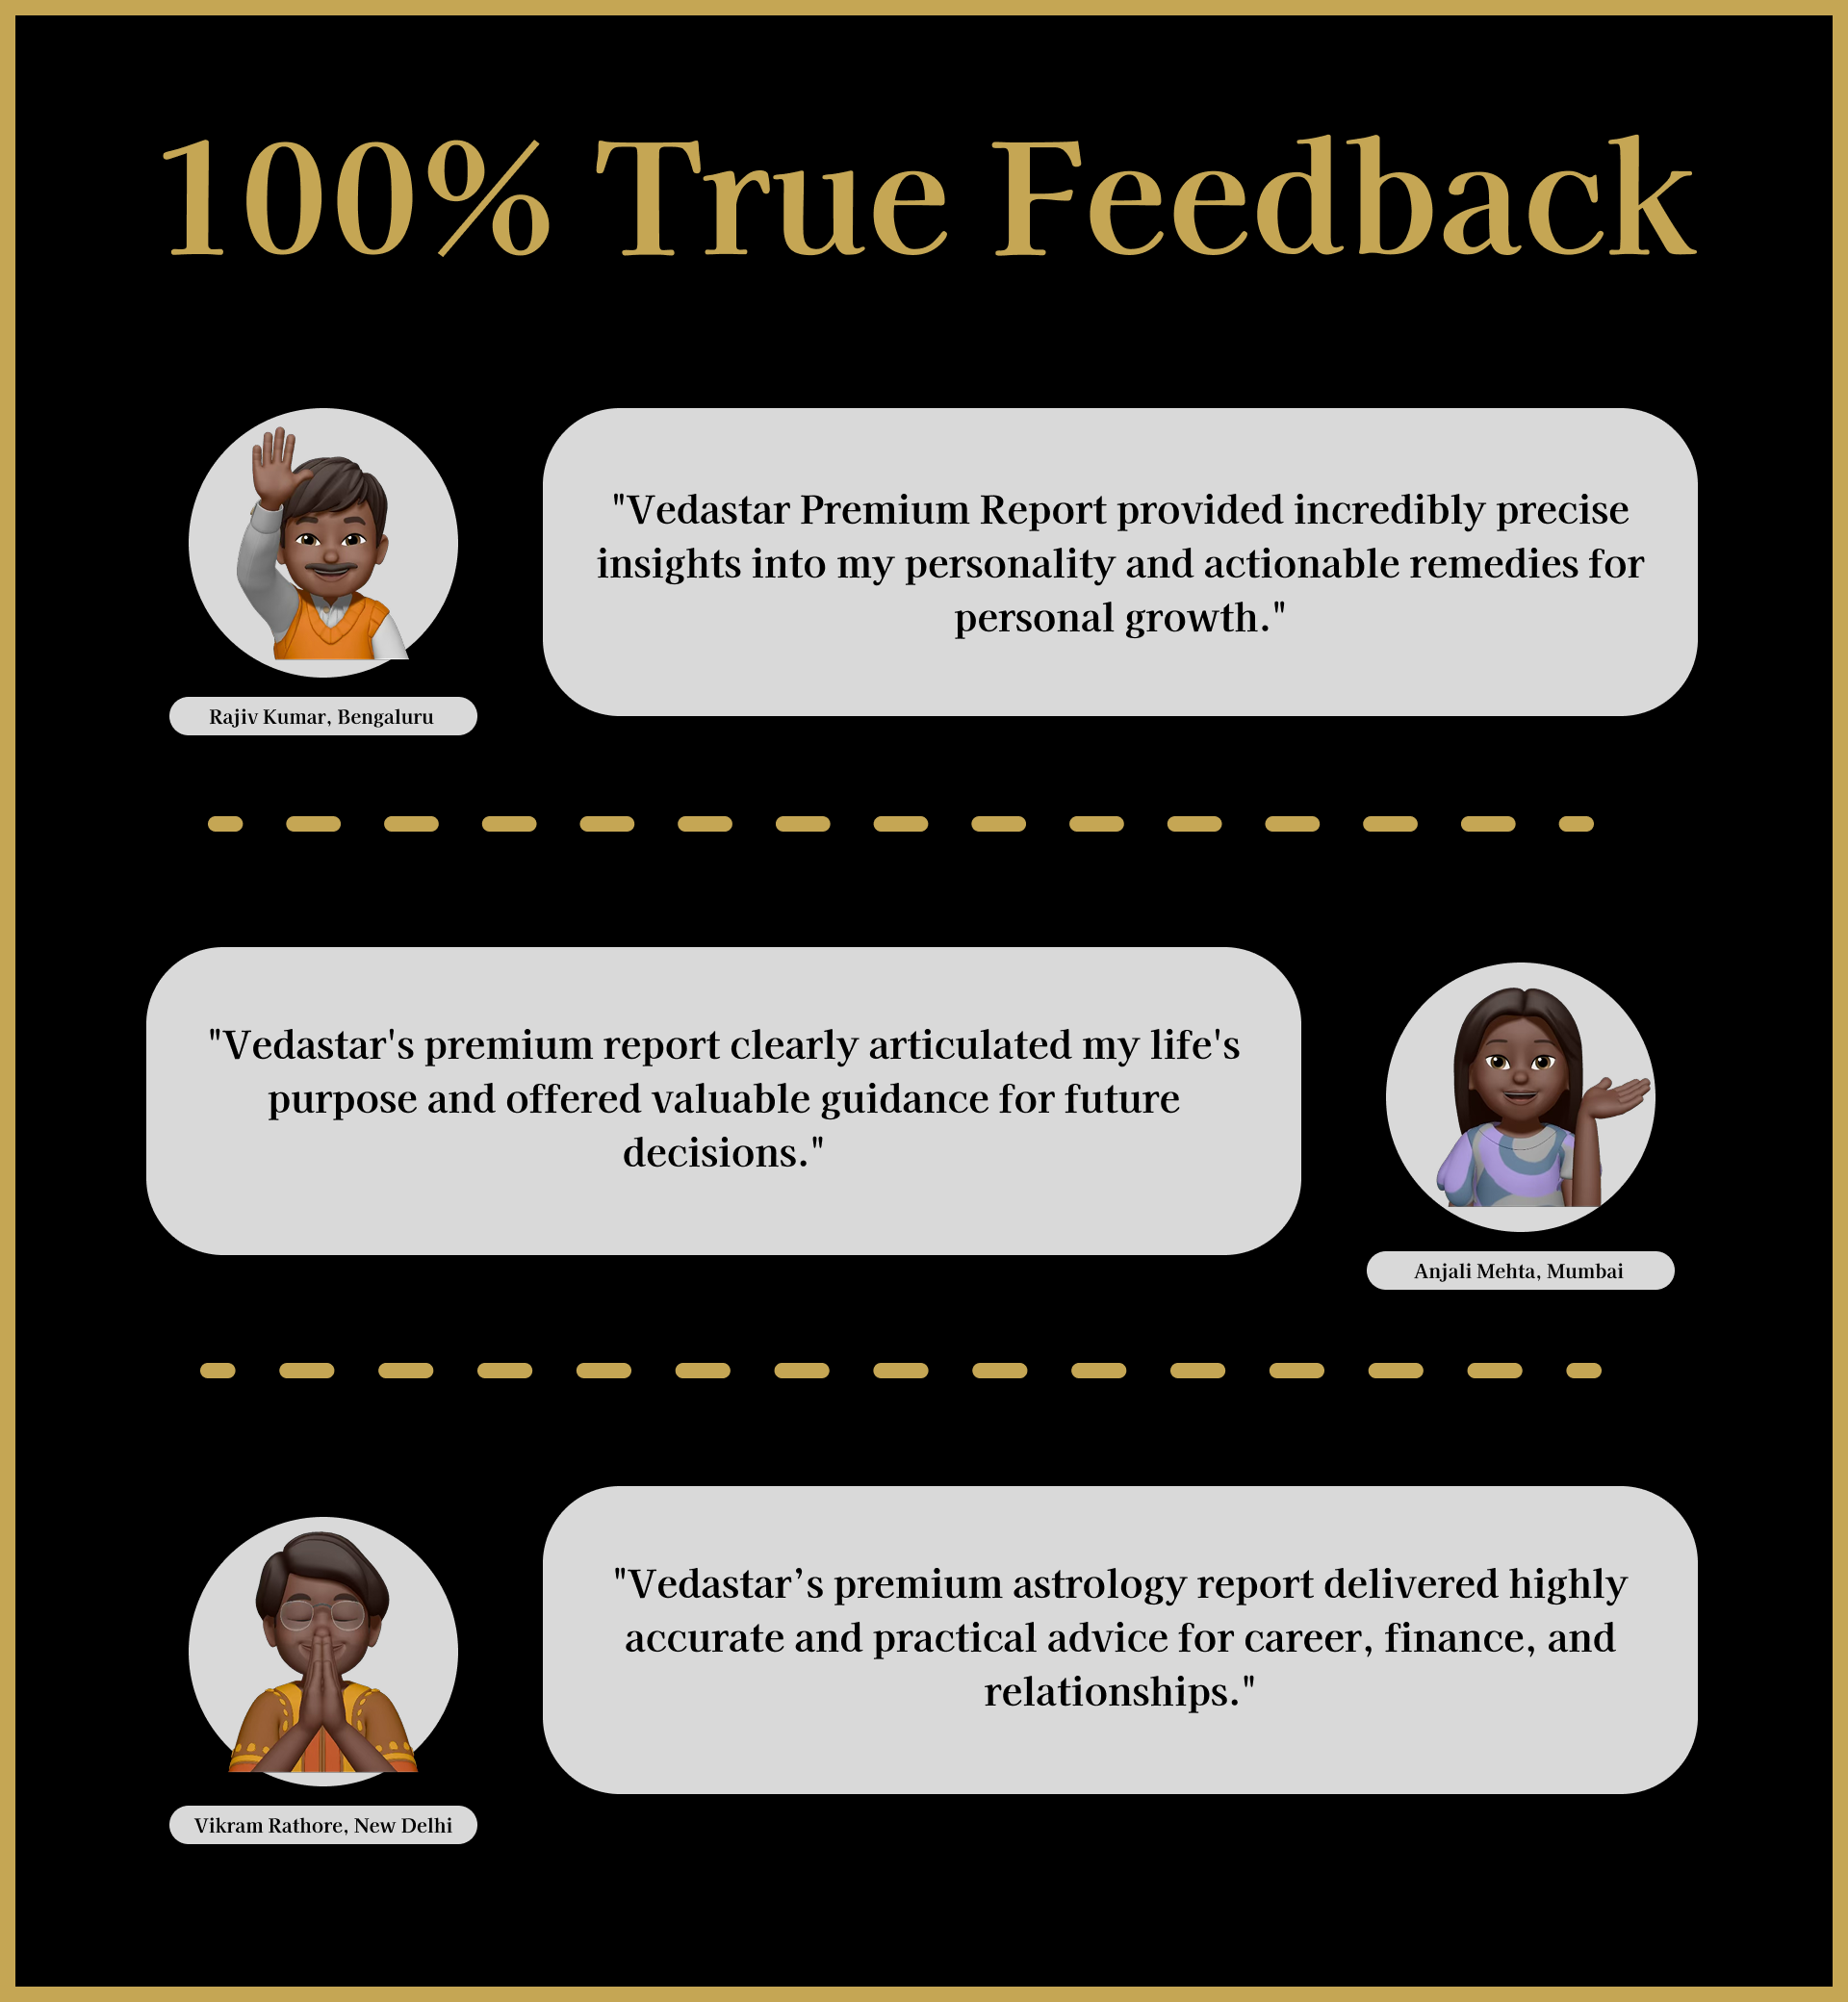 100% True Feedback
"Vedastar Premium Report provided incredibly precise
insights into my personality and actionable remedies for
personal growth."
Rajiv Kumar, Bengaluru
"Vedastar's premium report clearly articulated my life's
purpose and offered valuable guidance for future
decisions."
Anjali Mehta, Mumbai
"Vedastar’s premium astrology report delivered highly
accurate and practical advice for career, finance, and
relationships."
Vikram Rathore, New Delhi